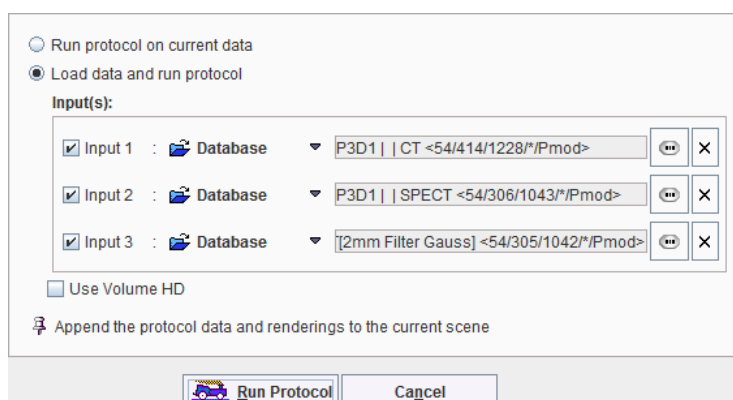 Run protocol on current data
Load data and run protocol
Input(s):
Input 1 : Database P3D1 | | CT <54/414/1228/*/Pmod>
Input 2 : Database P3D1 | | SPECT <54/306/1043/*/Pmod>
Input 3 : Database [2mm Filter Gauss] <54/305/1042/*/Pmod>
Use Volume HD
Append the protocol data and renderings to the current scene
Run Protocol Cancel